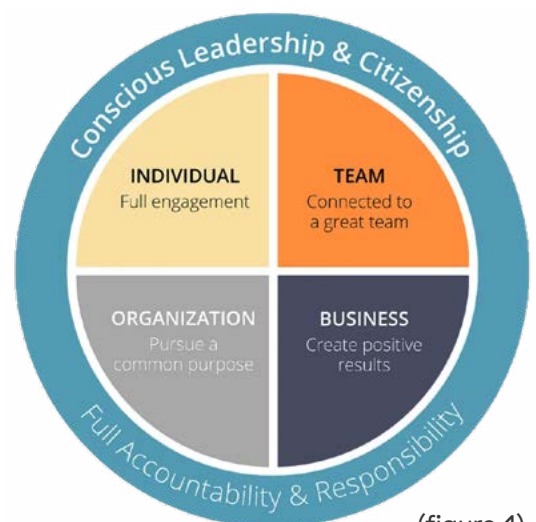 Conscious Leadership & Citizenship
INDIVIDUAL
Full engagement
TEAM
Connected to
a great team
ORGANIZATION
Pursue a
common purpose
BUSINESS
Create positive
results
Full Accountability & Responsibility